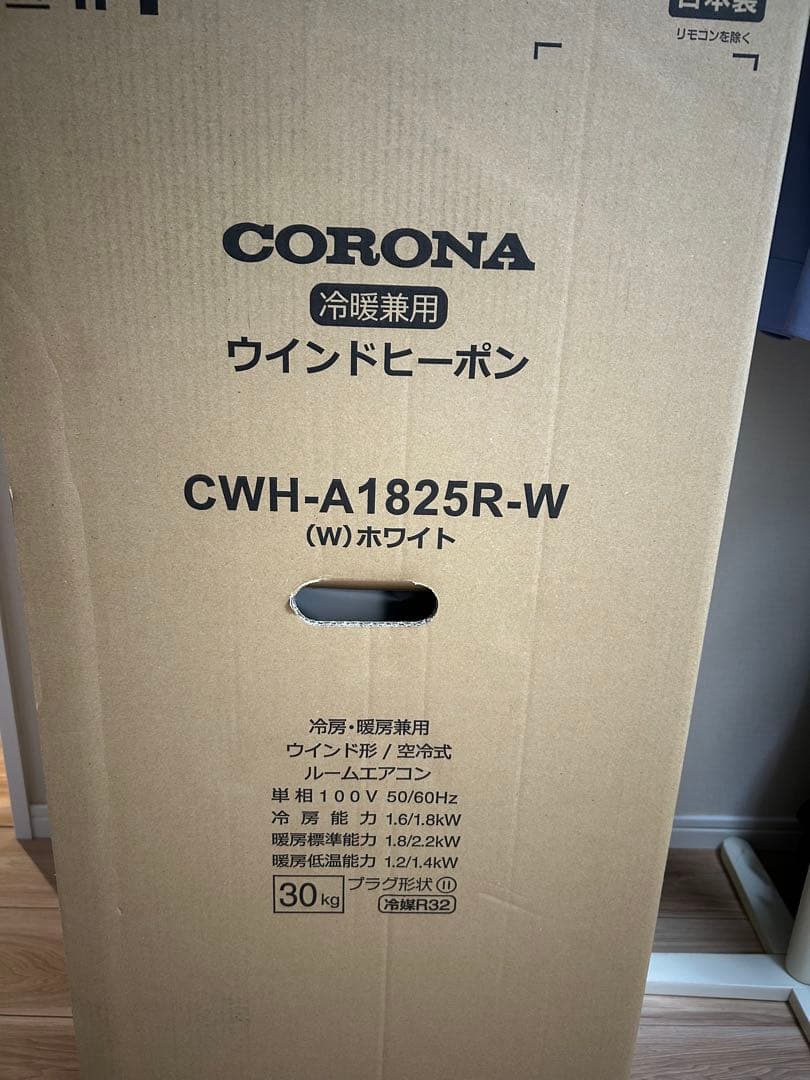 日本製
リモコンを除く
CORONA
冷暖兼用
ウインドヒーポン
CWH-A1825R-W
(W)ホワイト
冷房・暖房兼用
ウインド形 / 空冷式
ルームエアコン
単相100V 50/60Hz
冷房能力 1.6/1.8kW
暖房標準能力 1.8/2.2kW
暖房低温能力 1.2/1.4kW
30kg プラグ形状
冷媒R32